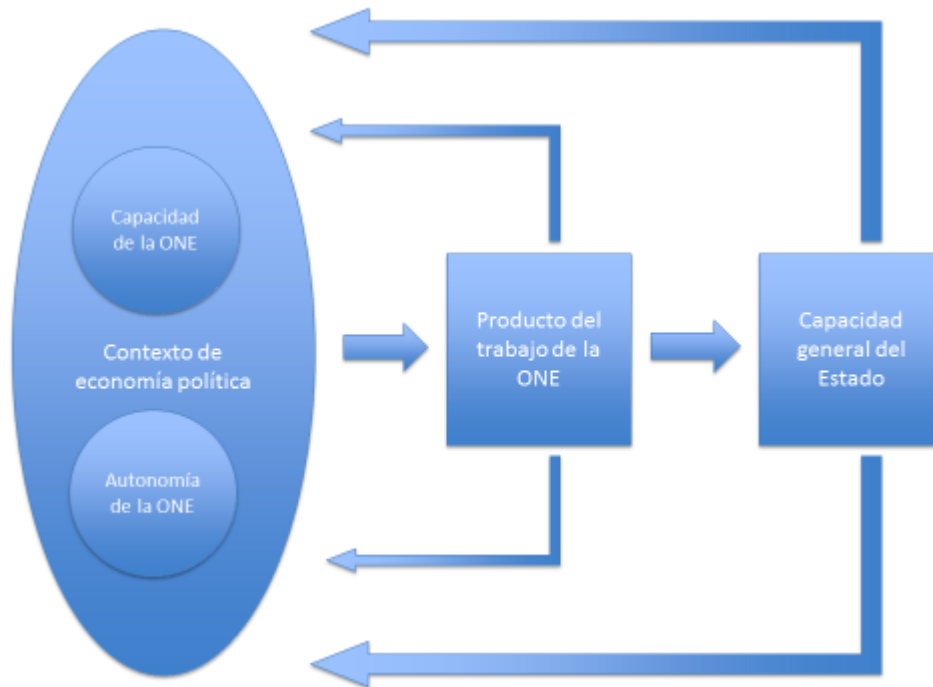 Capacidad
de la ONE
Contexto de
economía política
Autonomía
de la ONE
Producto del
trabajo de la
ONE
Capacidad
general del
Estado